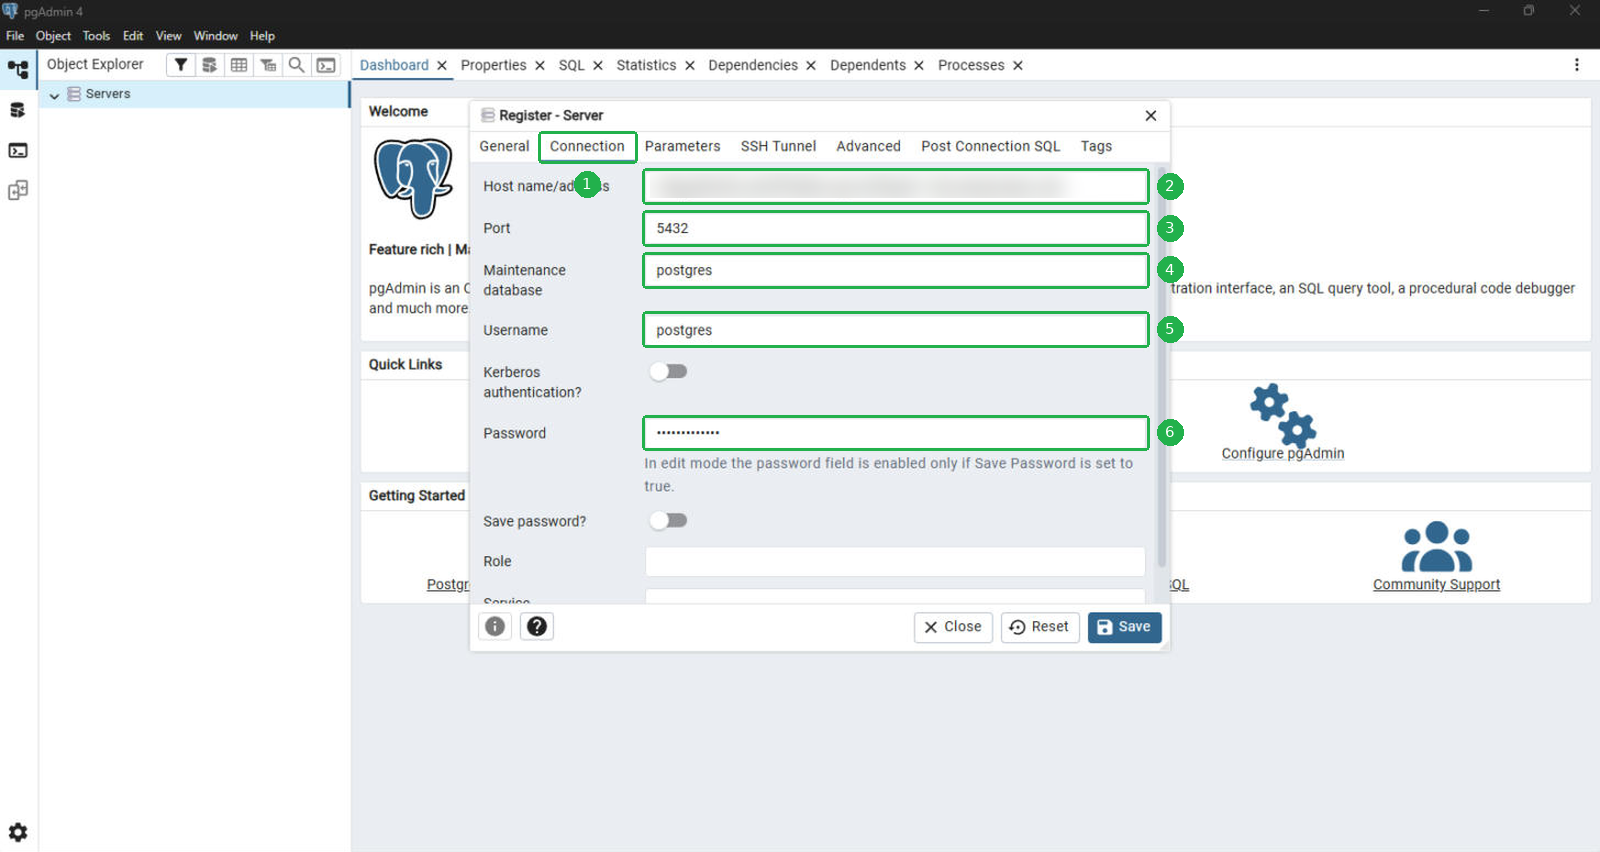 pgAdmin 4
File Object Tools Edit View Window Help
Object Explorer
Dashboard Properties SQL Statistics Dependencies Dependents Processes
Servers
Welcome
Register - Server
General Connection Parameters SSH Tunnel Advanced Post Connection SQL Tags
Host name/ad
1
s
2
Port
5432
3
Maintenance
database
postgres
4
Username
postgres
5
Kerberos
authentication?
Password
•••••••••••••
6
In edit mode the password field is enabled only if Save Password is set to
true.
Save password?
Role
Service
Close
Reset
Save
Feature rich | Ma
pgAdmin is an O
tration interface, an SQL query tool, a procedural code debugger
and much more
Quick Links
Configure pgAdmin
Getting Started
Postgr
QL
Community Support